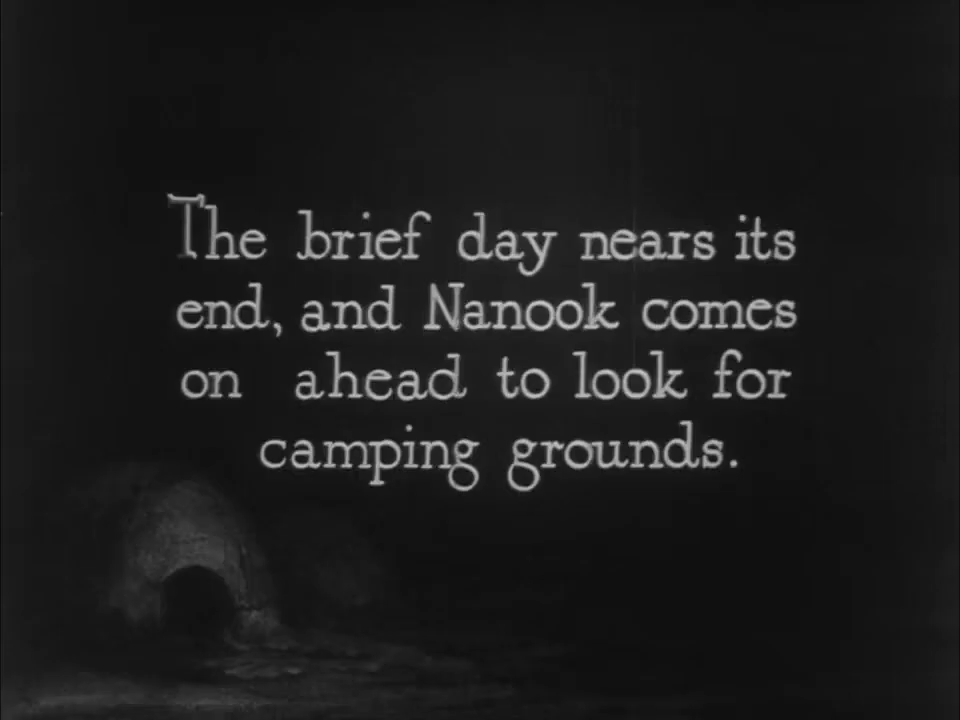 The brief day nears its
end, and Nanook comes
on ahead to look for
camping grounds.